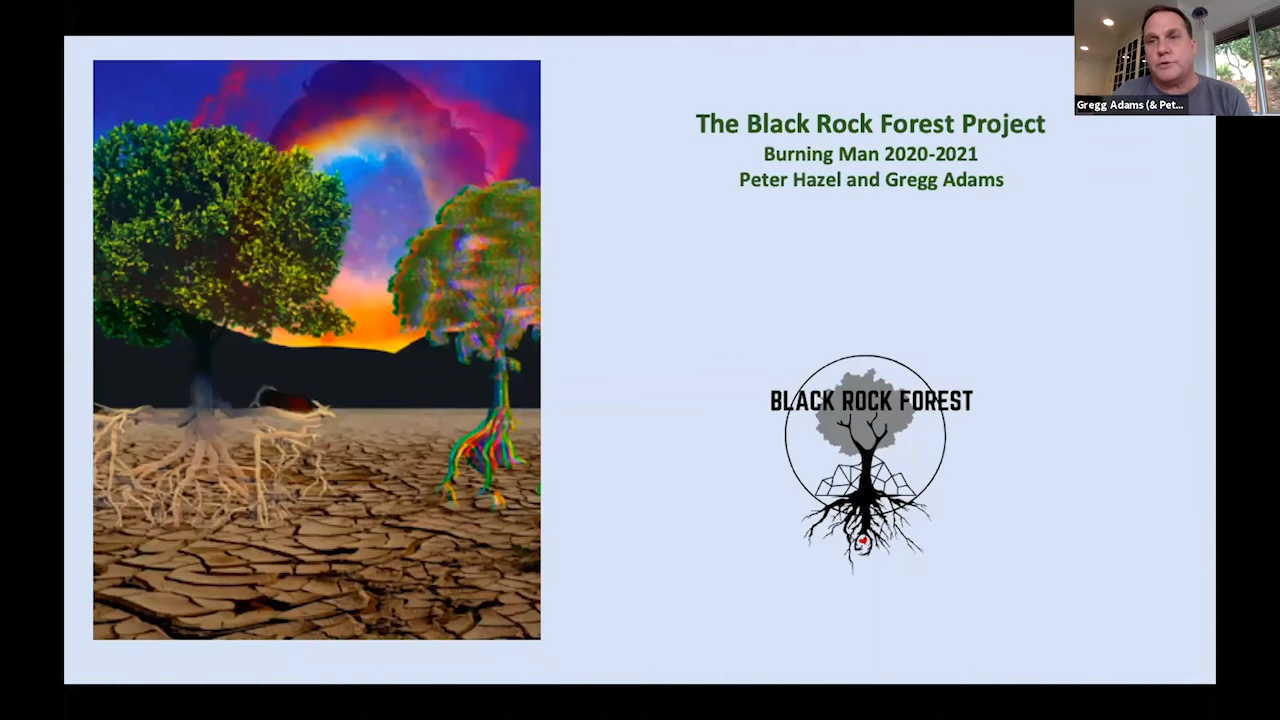 The Black Rock Forest Project
Burning Man 2020-2021
Peter Hazel and Gregg Adams
BLACK ROCK FOREST
Gregg Adams (& Pet...